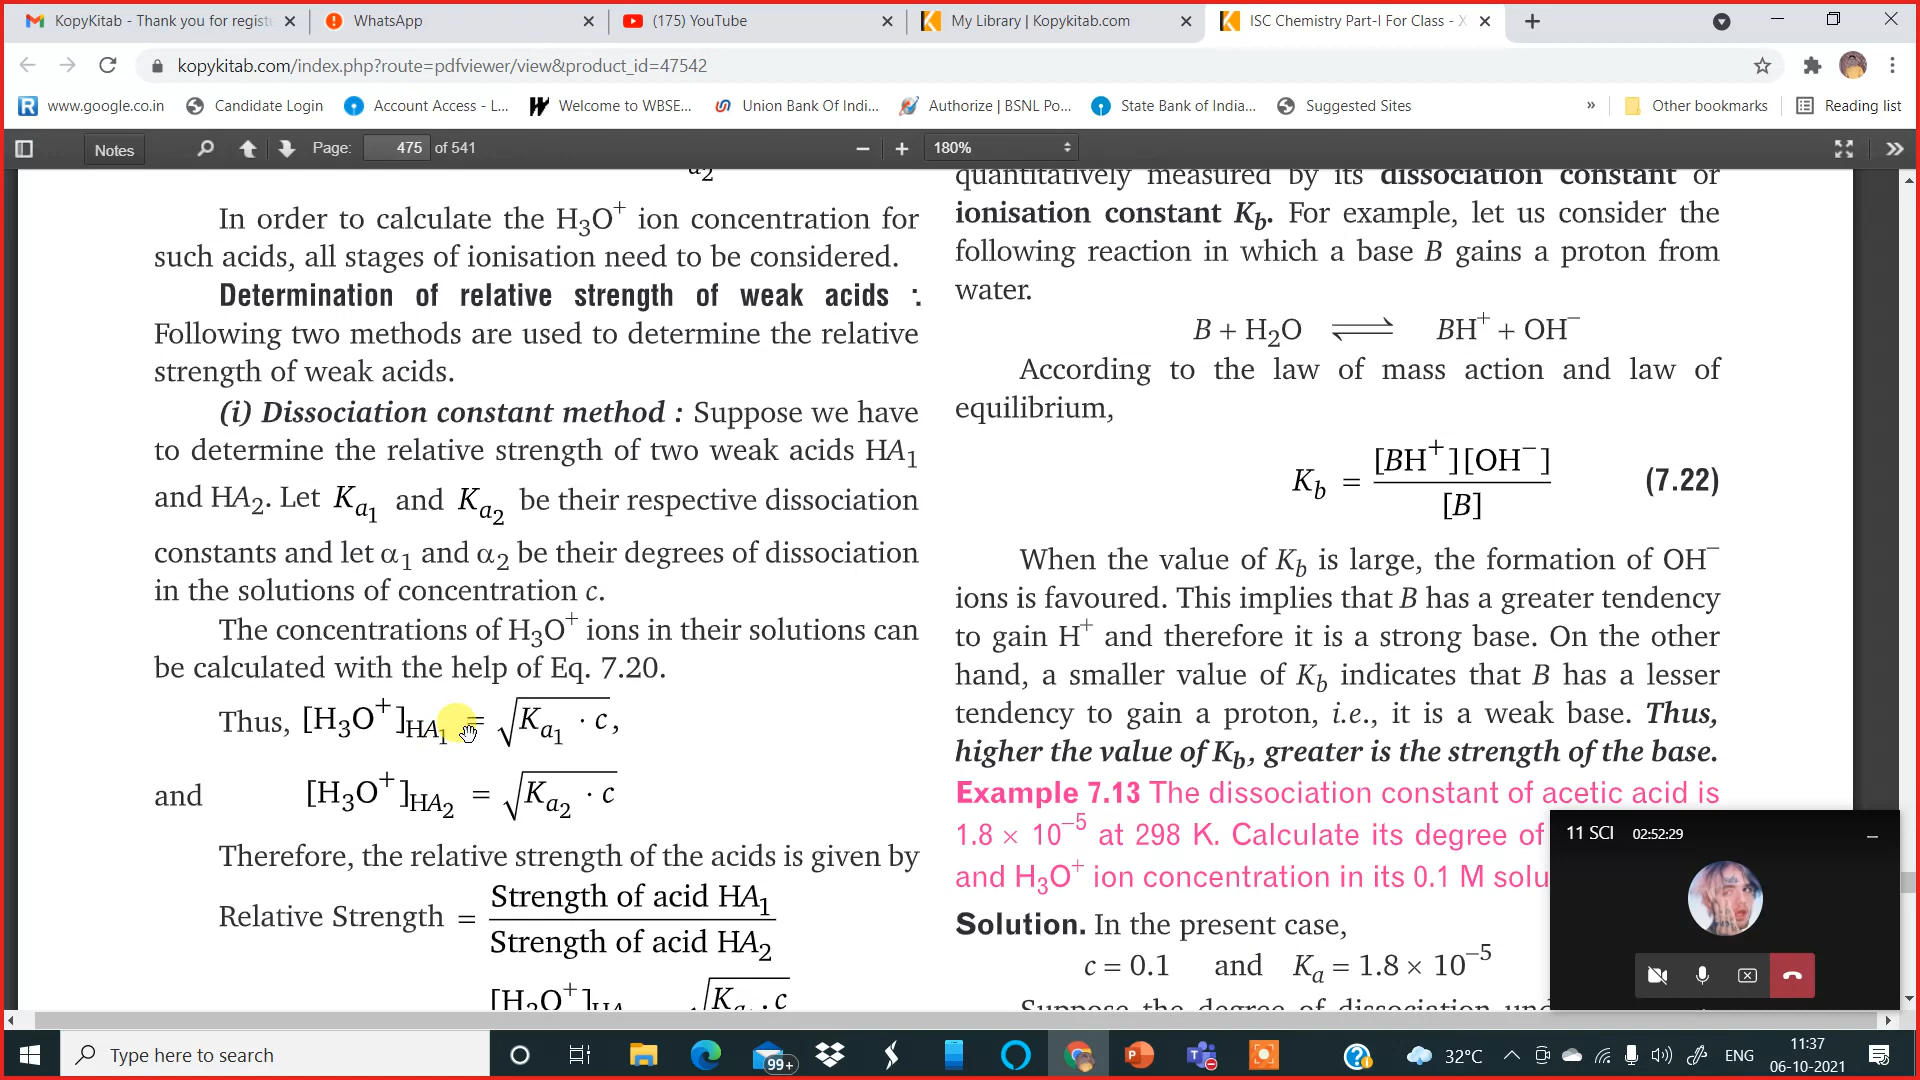 KopyKitab - Thank you for registe
WhatsApp
(175) YouTube
My Library | Kopykitab.com
ISC Chemistry Part-I For Class - X
kopykitab.com/index.php?route=pdfviewer/view&product_id=47542
www.google.co.in
Candidate Login
Account Access - L...
Welcome to WBSE...
Union Bank Of Indi...
Authorize | BSNL Po...
State Bank of India...
Suggested Sites
»
Other bookmarks
Reading list
Notes
Page: 475 of 541
180%
a₂
In order to calculate the H₃O⁺ ion concentration for
such acids, all stages of ionisation need to be considered.
Determination of relative strength of weak acids :
Following two methods are used to determine the relative
strength of weak acids.
(i) Dissociation constant method : Suppose we have
to determine the relative strength of two weak acids HA₁
and HA₂. Let Kₐ₁ and Kₐ₂ be their respective dissociation
constants and let α₁ and α₂ be their degrees of dissociation
in the solutions of concentration c.
The concentrations of H₃O⁺ ions in their solutions can
be calculated with the help of Eq. 7.20.
Thus, [H₃O⁺]HA₁ = √Kₐ₁ · c,
and [H₃O⁺]HA₂ = √Kₐ₂ · c
Therefore, the relative strength of the acids is given by
Relative Strength = Strength of acid HA₁
Strength of acid HA₂
quantitatively measured by its dissociation constant or
ionisation constant K_b. For example, let us consider the
following reaction in which a base B gains a proton from
water.
B + H₂O ⇌ BH⁺ + OH⁻
According to the law of mass action and law of
equilibrium,
K_b = [BH⁺][OH⁻] / [B] (7.22)
When the value of K_b is large, the formation of OH⁻
ions is favoured. This implies that B has a greater tendency
to gain H⁺ and therefore it is a strong base. On the other
hand, a smaller value of K_b indicates that B has a lesser
tendency to gain a proton, i.e., it is a weak base. Thus,
higher the value of K_b, greater is the strength of the base.
Example 7.13 The dissociation constant of acetic acid is
1.8 × 10⁻⁵ at 298 K. Calculate its degree of
and H₃O⁺ ion concentration in its 0.1 M solu
Solution. In the present case,
c = 0.1 and Kₐ = 1.8 × 10⁻⁵
Suppose the degree of dissociation und
11 SCI 02:52:29
Type here to search
99+
32°C
ENG
11:37
06-10-2021